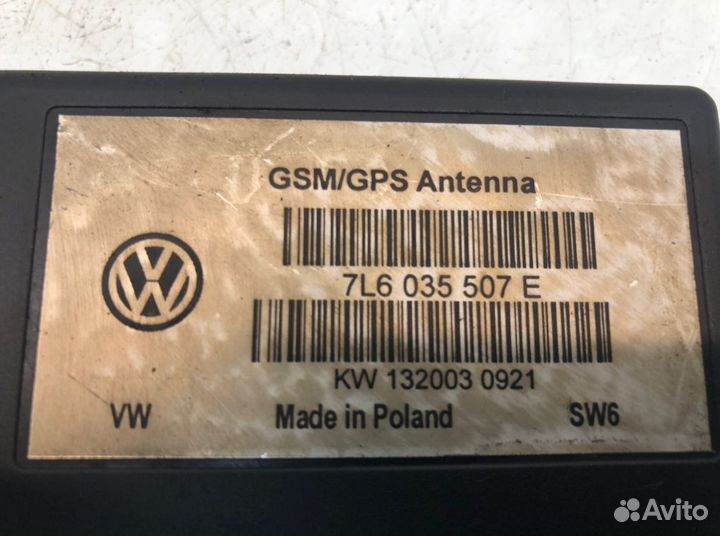 GSM/GPS Antenna
7L6 035 507 E
KW 132003 0921
VW Made in Poland SW6
Avito